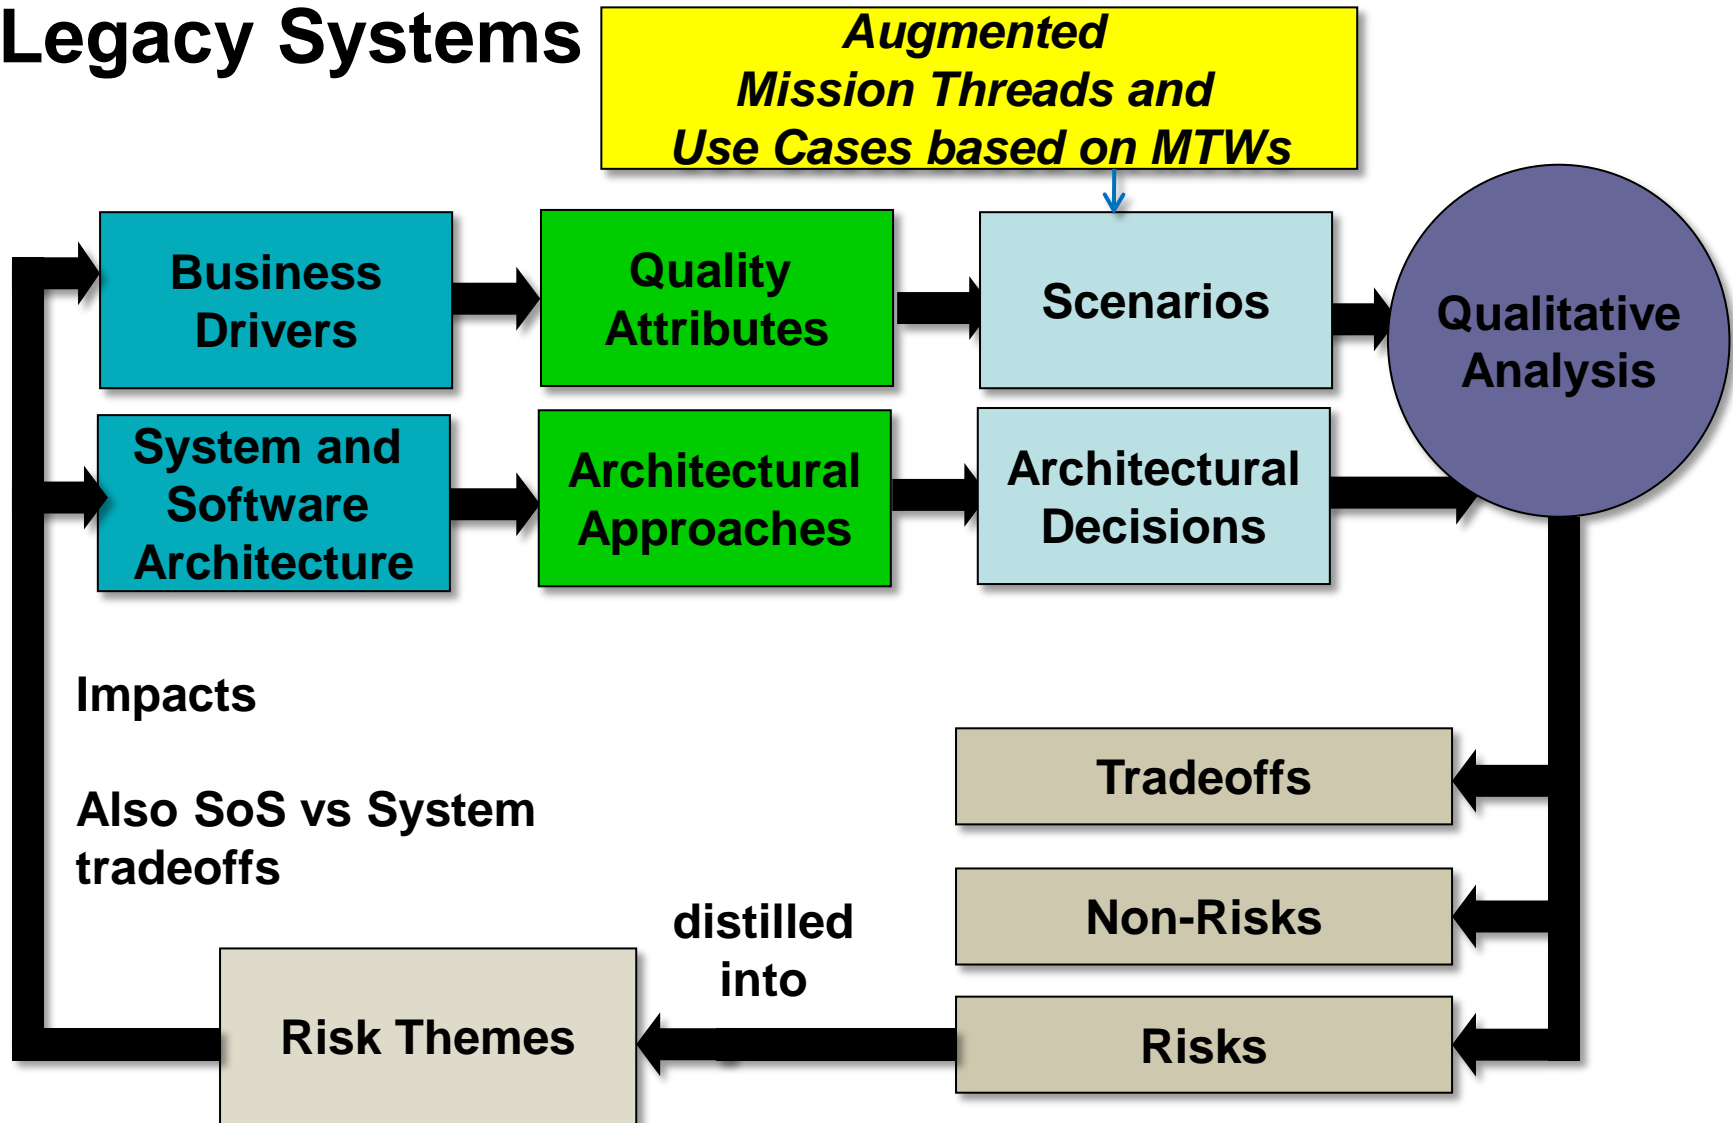 Legacy Systems
Augmented
Mission Threads and
Use Cases based on MTWs
Business
Drivers
Quality
Attributes
Scenarios
Qualitative
Analysis
System and
Software
Architecture
Architectural
Approaches
Architectural
Decisions
Impacts
Also SoS vs System
tradeoffs
Tradeoffs
Non-Risks
distilled
into
Risk Themes
Risks